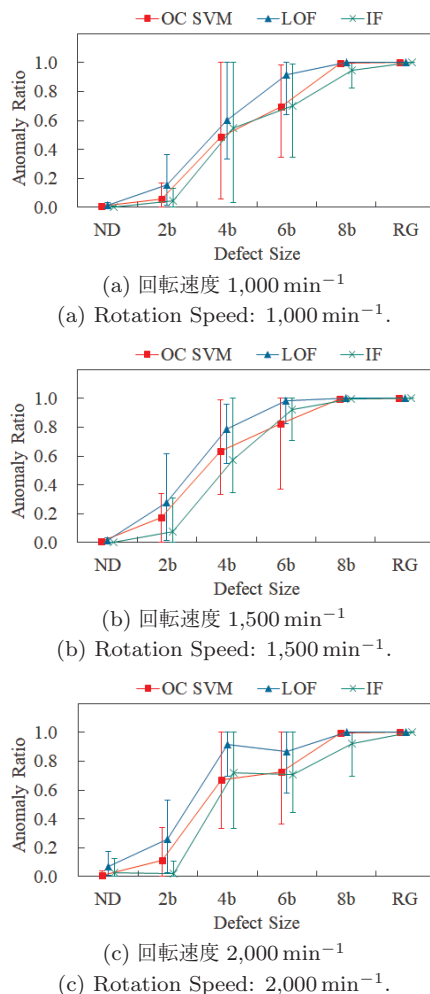 OC SVM LOF IF
Anomaly Ratio
1.0
0.8
0.6
0.4
0.2
0.0
ND 2b 4b 6b 8b RG
Defect Size
(a) 回転速度 1,000 min⁻¹
(a) Rotation Speed: 1,000 min⁻¹.
OC SVM LOF IF
Anomaly Ratio
1.0
0.8
0.6
0.4
0.2
0.0
ND 2b 4b 6b 8b RG
Defect Size
(b) 回転速度 1,500 min⁻¹
(b) Rotation Speed: 1,500 min⁻¹.
OC SVM LOF IF
Anomaly Ratio
1.0
0.8
0.6
0.4
0.2
0.0
ND 2b 4b 6b 8b RG
Defect Size
(c) 回転速度 2,000 min⁻¹
(c) Rotation Speed: 2,000 min⁻¹.